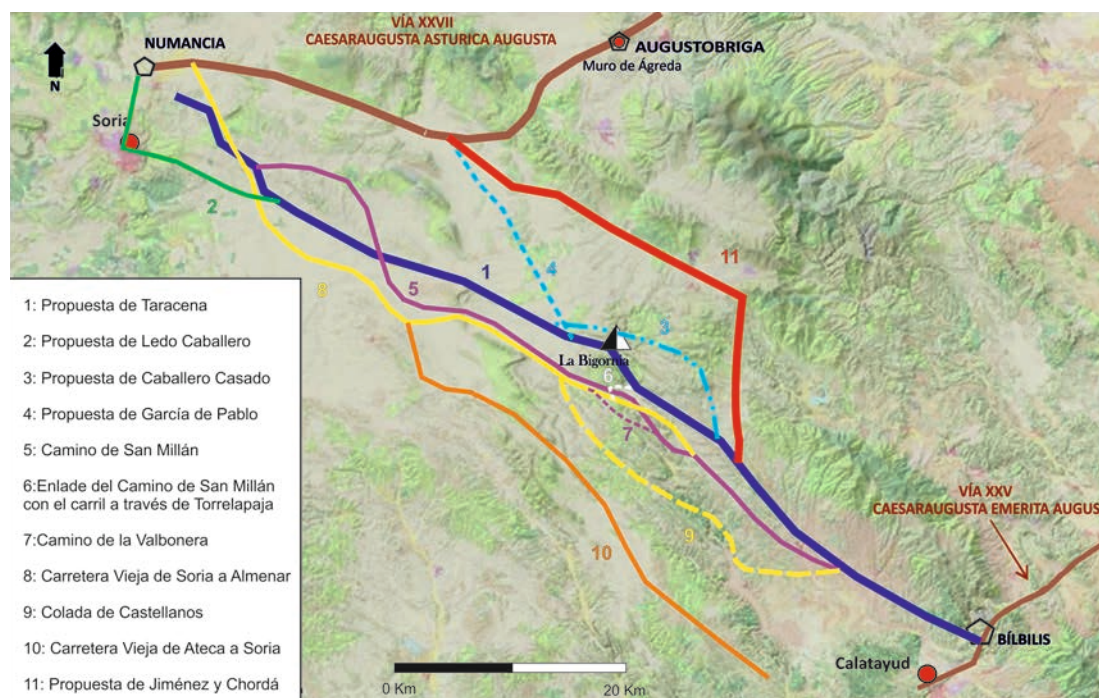 VÍA XXVII
CAESARAUGUSTA ASTURICA AUGUSTA
NUMANCIA
AUGUSTOBRIGA
Muro de Ágreda
N
Soria
2
11
1
4
5
8
3
La Bigornia
6
7
1: Propuesta de Taracena
2: Propuesta de Ledo Caballero
3: Propuesta de Caballero Casado
4: Propuesta de García de Pablo
5: Camino de San Millán
6:Enlade del Camino de San Millán
con el carril a través de Torrelapaja
7:Camino de la Valbonera
8: Carretera Vieja de Soria a Almenar
9: Colada de Castellanos
10: Carretera Vieja de Ateca a Soria
11: Propuesta de Jiménez y Chordá
VÍA XXV
CAESARAUGUSTA EMERITA AUGUS
9
10
BÍLBILIS
Calatayud
0 Km
20 Km